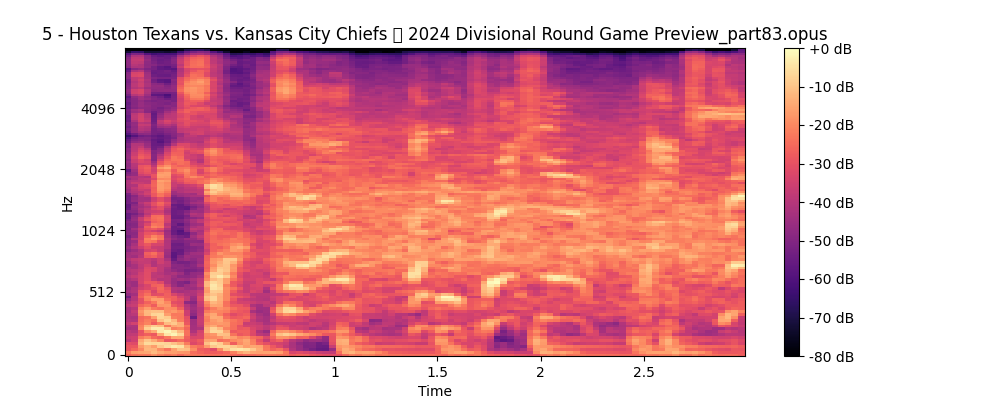 5 - Houston Texans vs. Kansas City Chiefs ▯ 2024 Divisional Round Game Preview_part83.opus
+0 dB
-10 dB
-20 dB
-30 dB
-40 dB
-50 dB
-60 dB
-70 dB
-80 dB
4096
2048
1024
512
0
Hz
0
0.5
1
1.5
2
2.5
Time